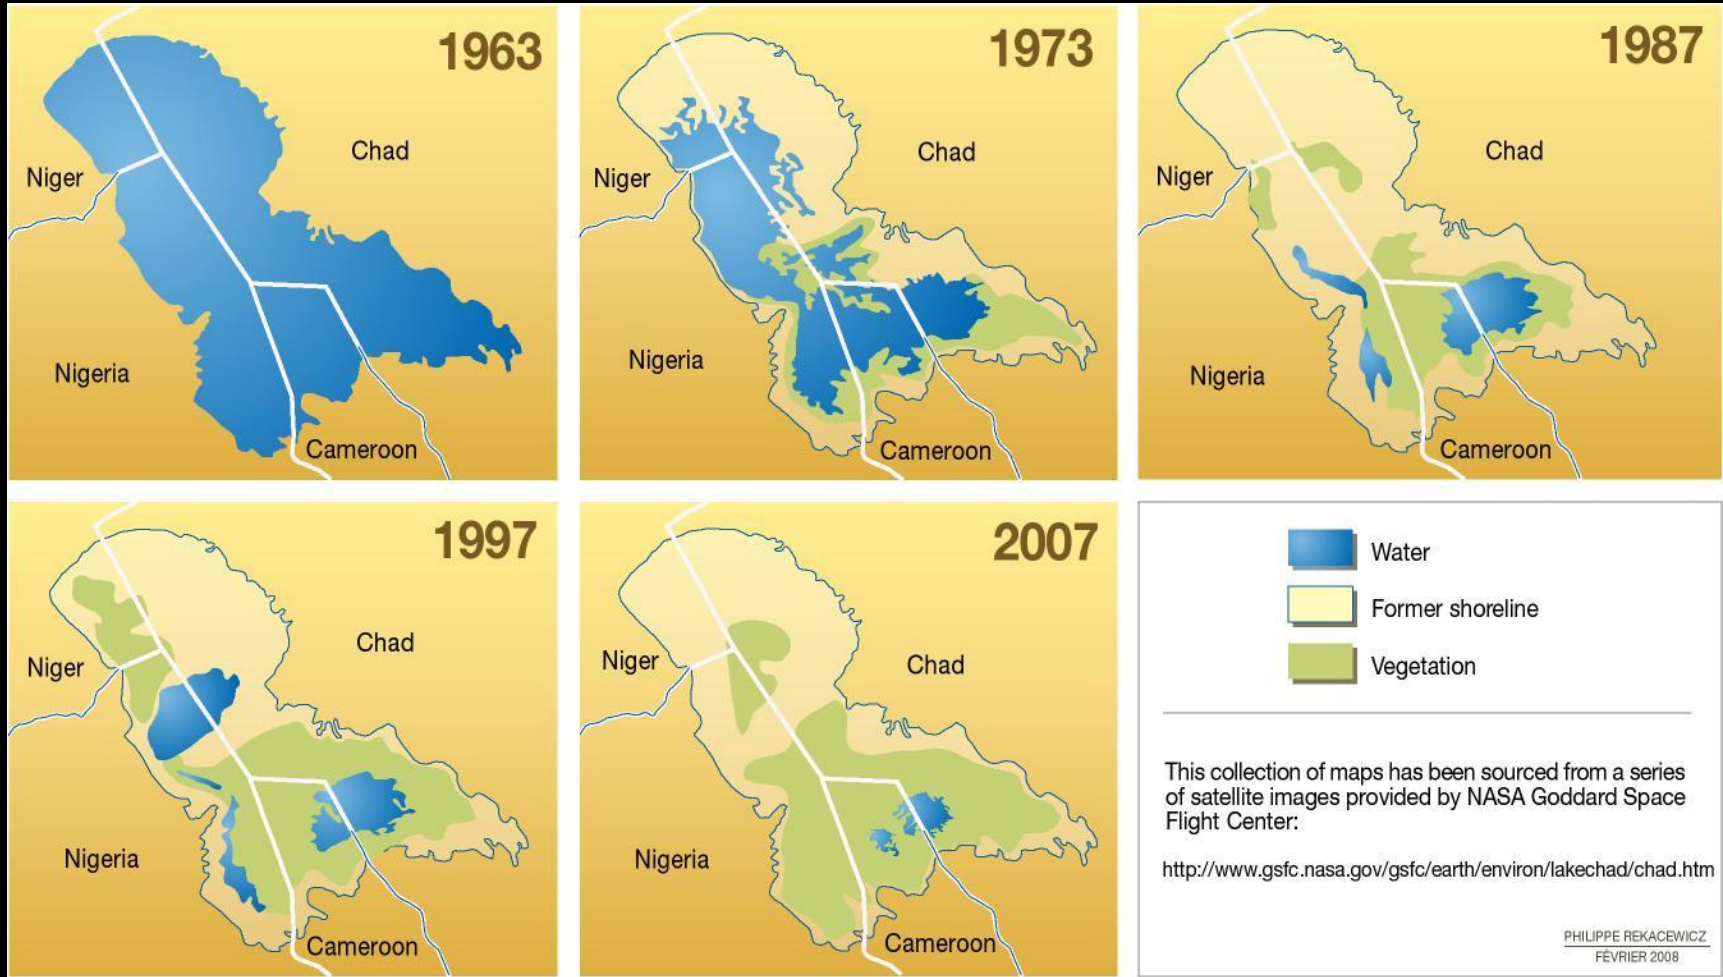 1963
Chad
Niger
Nigeria
Cameroon
1973
Chad
Niger
Nigeria
Cameroon
1987
Chad
Niger
Nigeria
Cameroon
1997
Chad
Niger
Nigeria
Cameroon
2007
Chad
Niger
Nigeria
Cameroon
Water
Former shoreline
Vegetation
This collection of maps has been sourced from a series
of satellite images provided by NASA Goddard Space
Flight Center:
http://www.gsfc.nasa.gov/gsfc/earth/environ/lakechad/chad.htm
PHILIPPE REKACEWICZ
FÉVRIER 2008